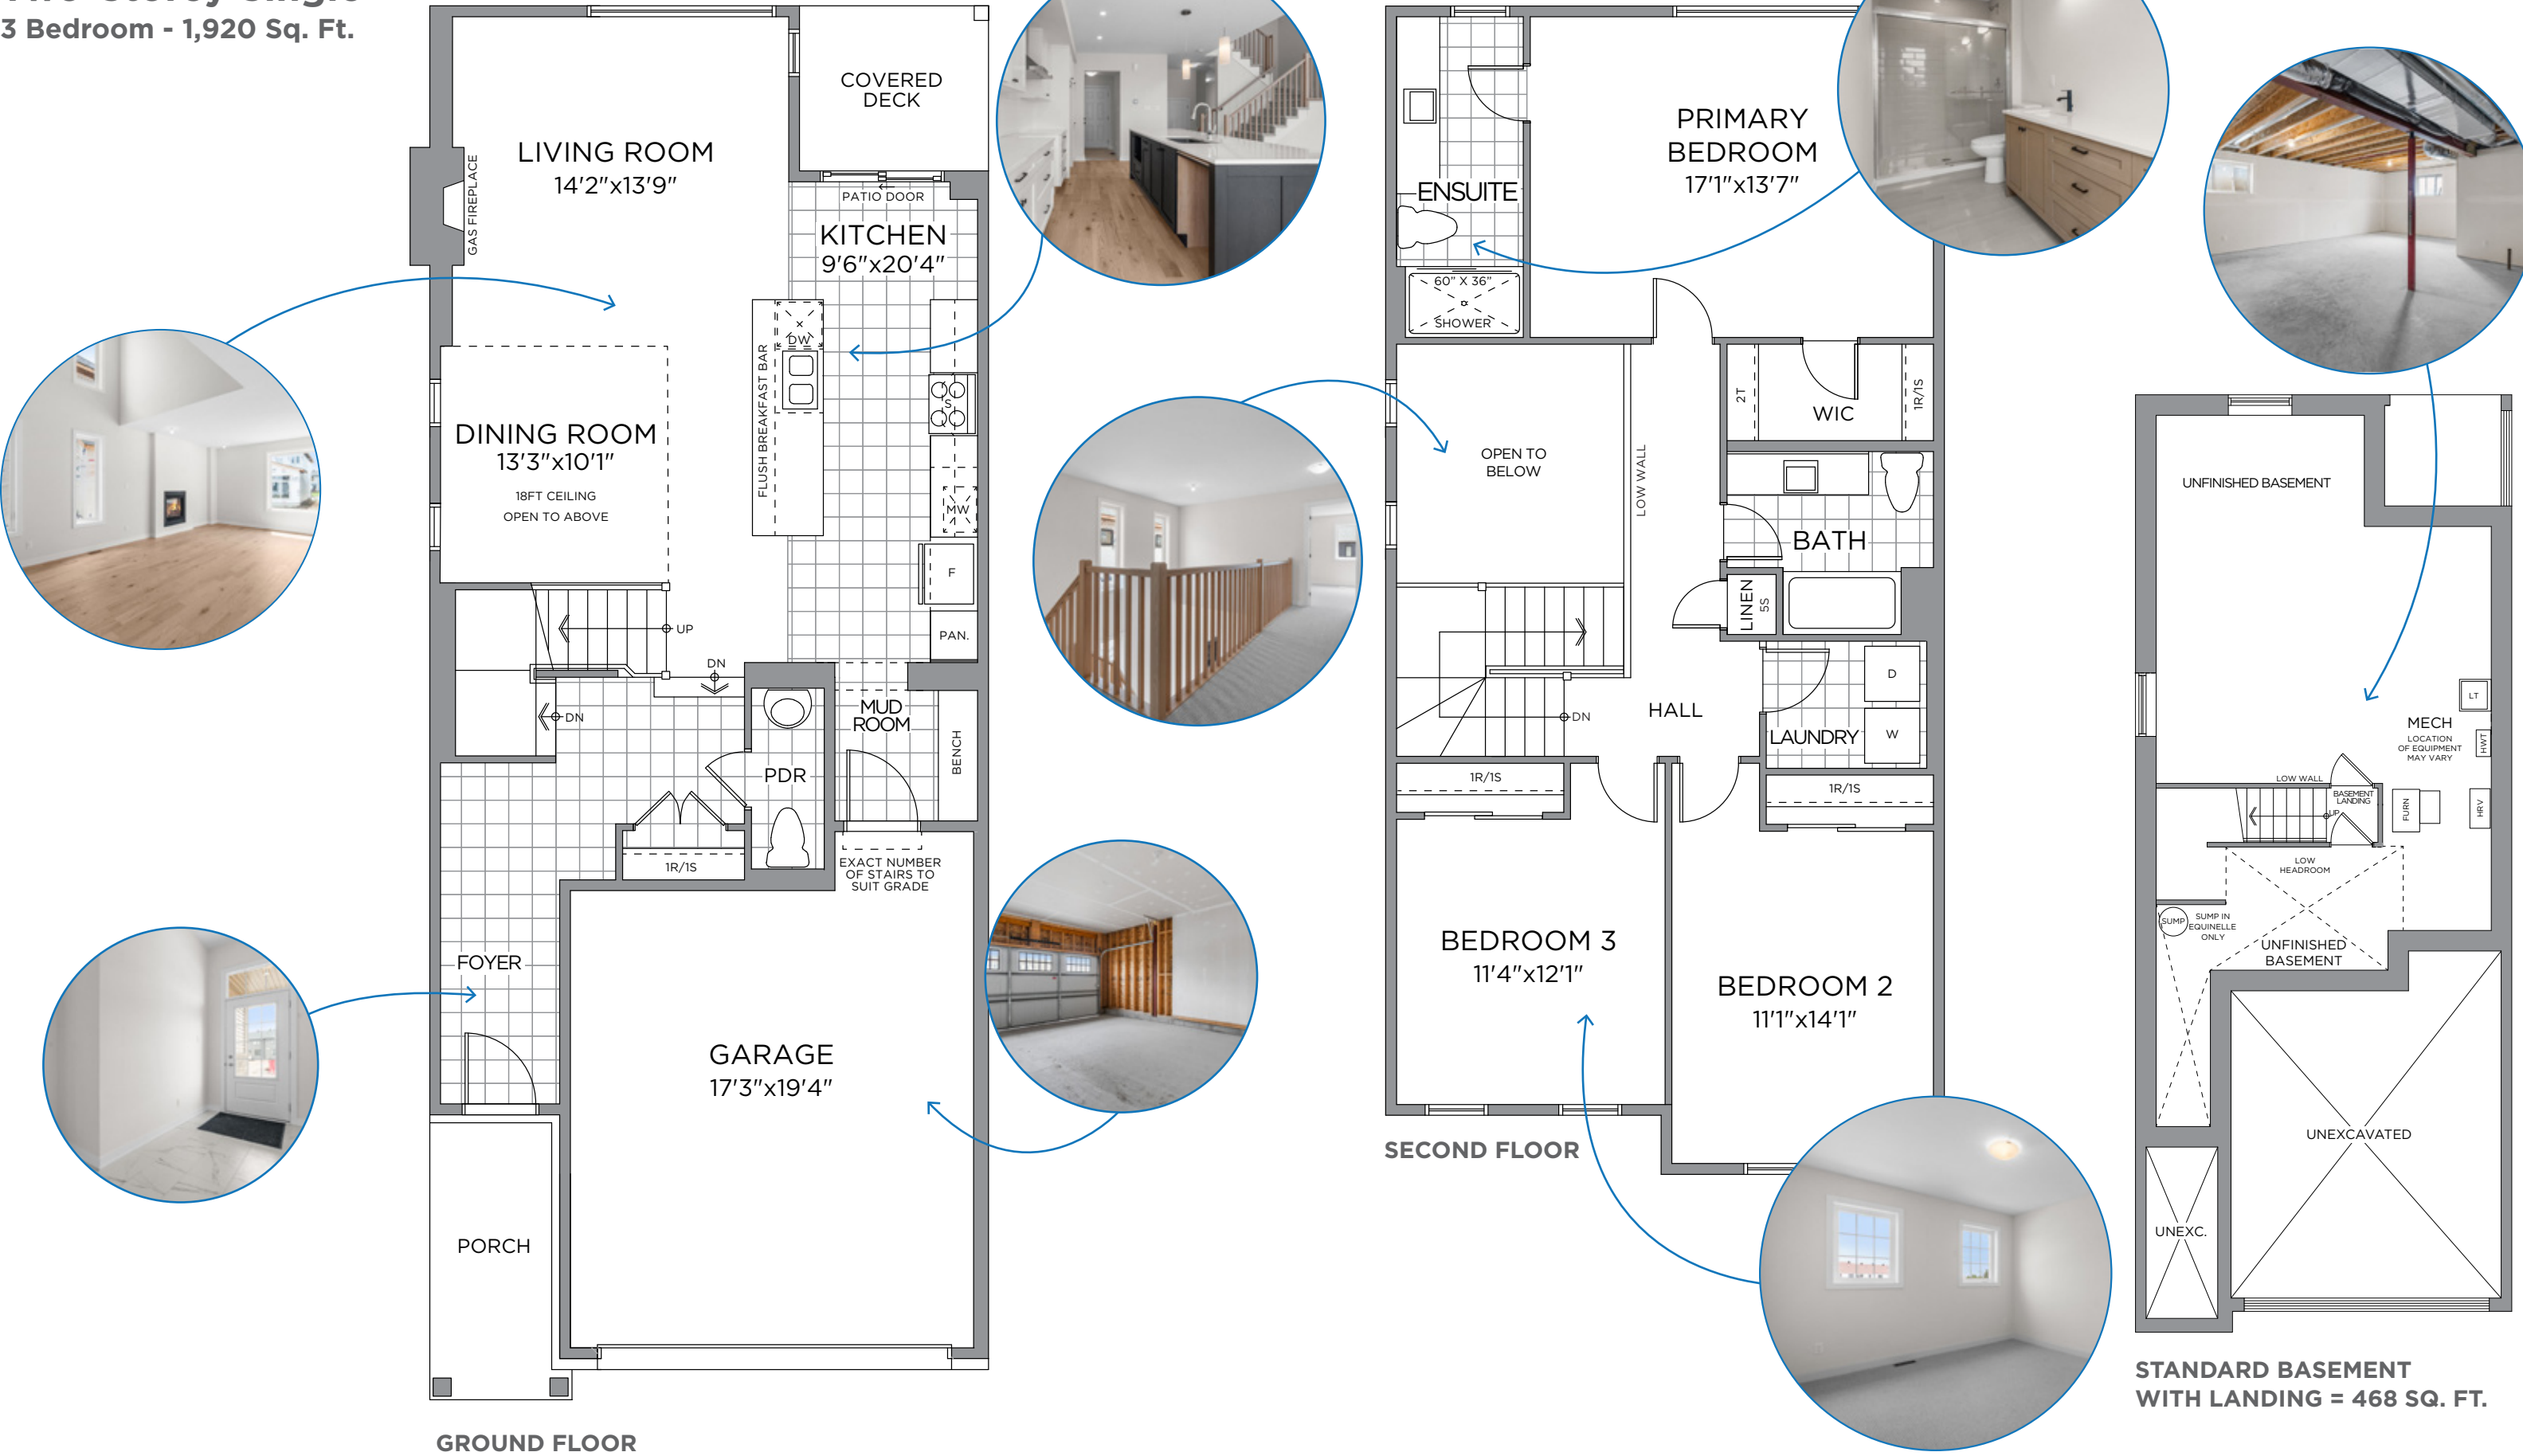 3 Bedroom - 1,920 Sq. Ft.
COVERED
DECK
LIVING ROOM
14'2"x13'9"
GAS FIREPLACE
PATIO DOOR
KITCHEN
9'6"x20'4"
DW
FLUSH BREAKFAST BAR
S
DINING ROOM
13'3"x10'1"
18FT CEILING
OPEN TO ABOVE
MW
F
PAN.
UP
DN
DN
MUD
ROOM
BENCH
PDR
1R/1S
EXACT NUMBER
OF STAIRS TO
SUIT GRADE
FOYER
GARAGE
17'3"x19'4"
PORCH
GROUND FLOOR
PRIMARY
BEDROOM
17'1"x13'7"
ENSUITE
60" X 36"
SHOWER
2T
WIC
1R/1S
OPEN TO
BELOW
LOW WALL
BATH
LINEN
5S
D
W
LAUNDRY
HALL
DN
1R/1S
1R/1S
BEDROOM 3
11'4"x12'1"
BEDROOM 2
11'1"x14'1"
SECOND FLOOR
UNFINISHED BASEMENT
LT
MECH
LOCATION
OF EQUIPMENT
MAY VARY
HWT
LOW WALL
BASEMENT
LANDING
UP
FURN
HRV
LOW
HEADROOM
SUMP
SUMP IN
EQUINELLE
ONLY
UNFINISHED
BASEMENT
UNEXCAVATED
UNEXC.
STANDARD BASEMENT
WITH LANDING = 468 SQ. FT.